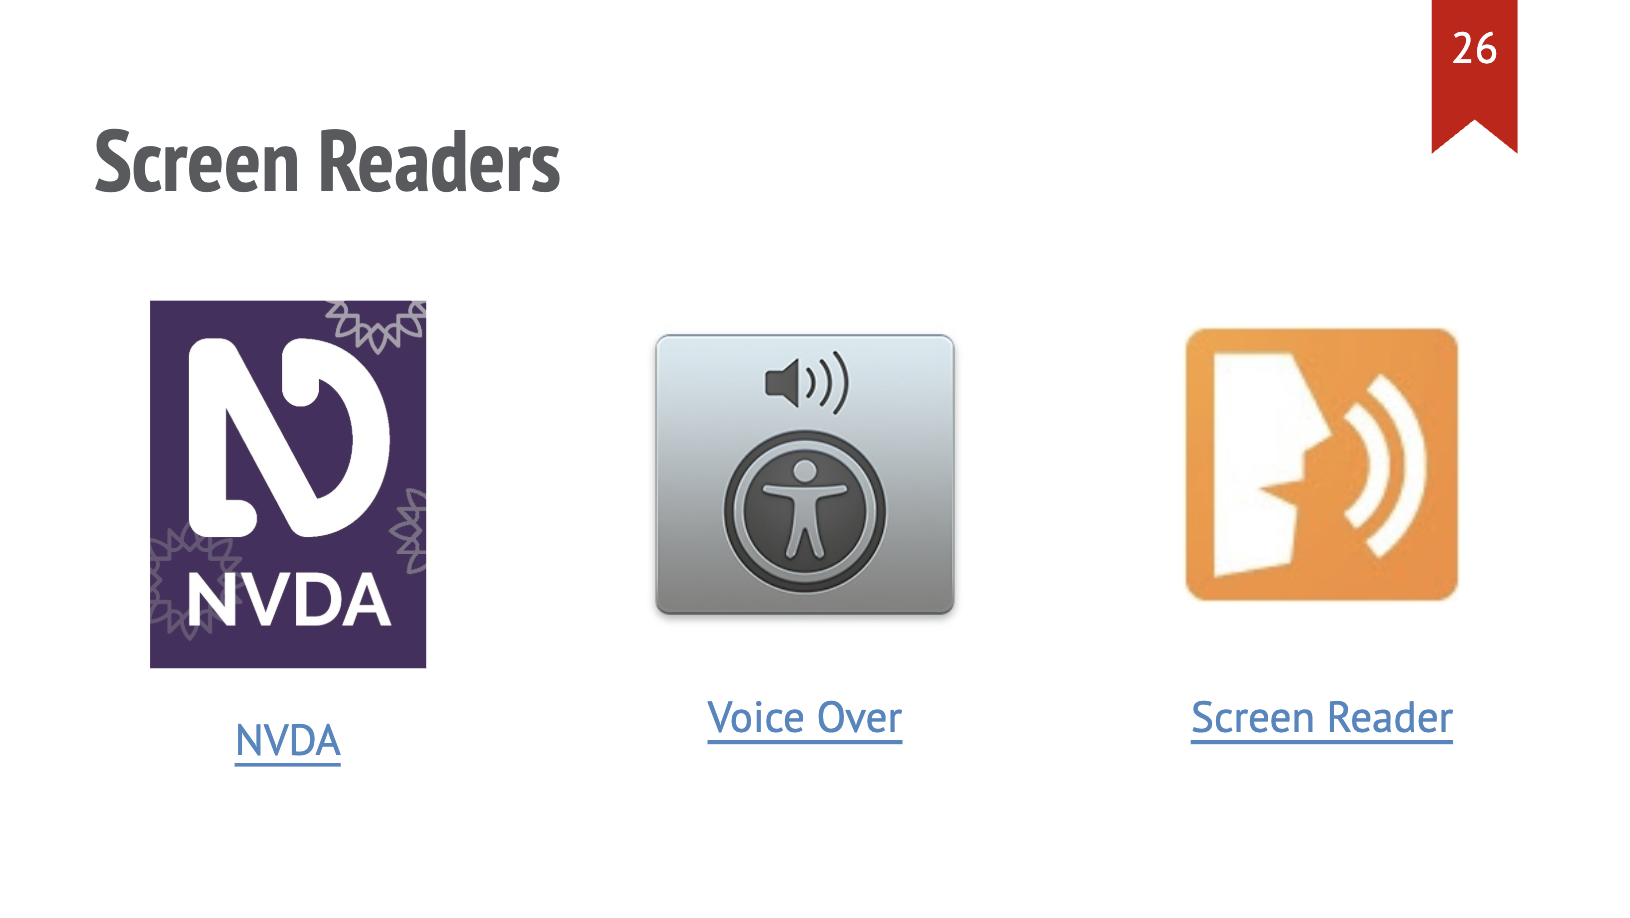 26
Screen Readers
NVDA
NVDA
Voice Over
Screen Reader